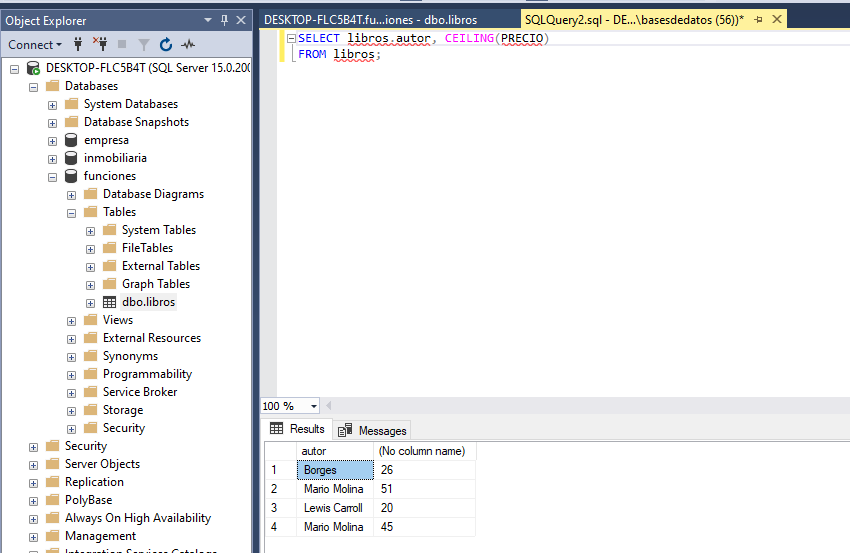 Object Explorer
Connect
DESKTOP-FLC5B4T (SQL Server 15.0.200
Databases
System Databases
Database Snapshots
empresa
inmobiliaria
funciones
Database Diagrams
Tables
System Tables
FileTables
External Tables
Graph Tables
dbo.libros
Views
External Resources
Synonyms
Programmability
Service Broker
Storage
Security
Security
Server Objects
Replication
PolyBase
Always On High Availability
Management
Integration Services Catalogs
DESKTOP-FLC5B4T.fu...iones - dbo.libros
SQLQuery2.sql - DE...\basesdedatos (56))*
SELECT libros.autor, CEILING(PRECIO)
FROM libros;
100 %
Results
Messages
autor (No column name)
1 Borges 26
2 Mario Molina 51
3 Lewis Carroll 20
4 Mario Molina 45